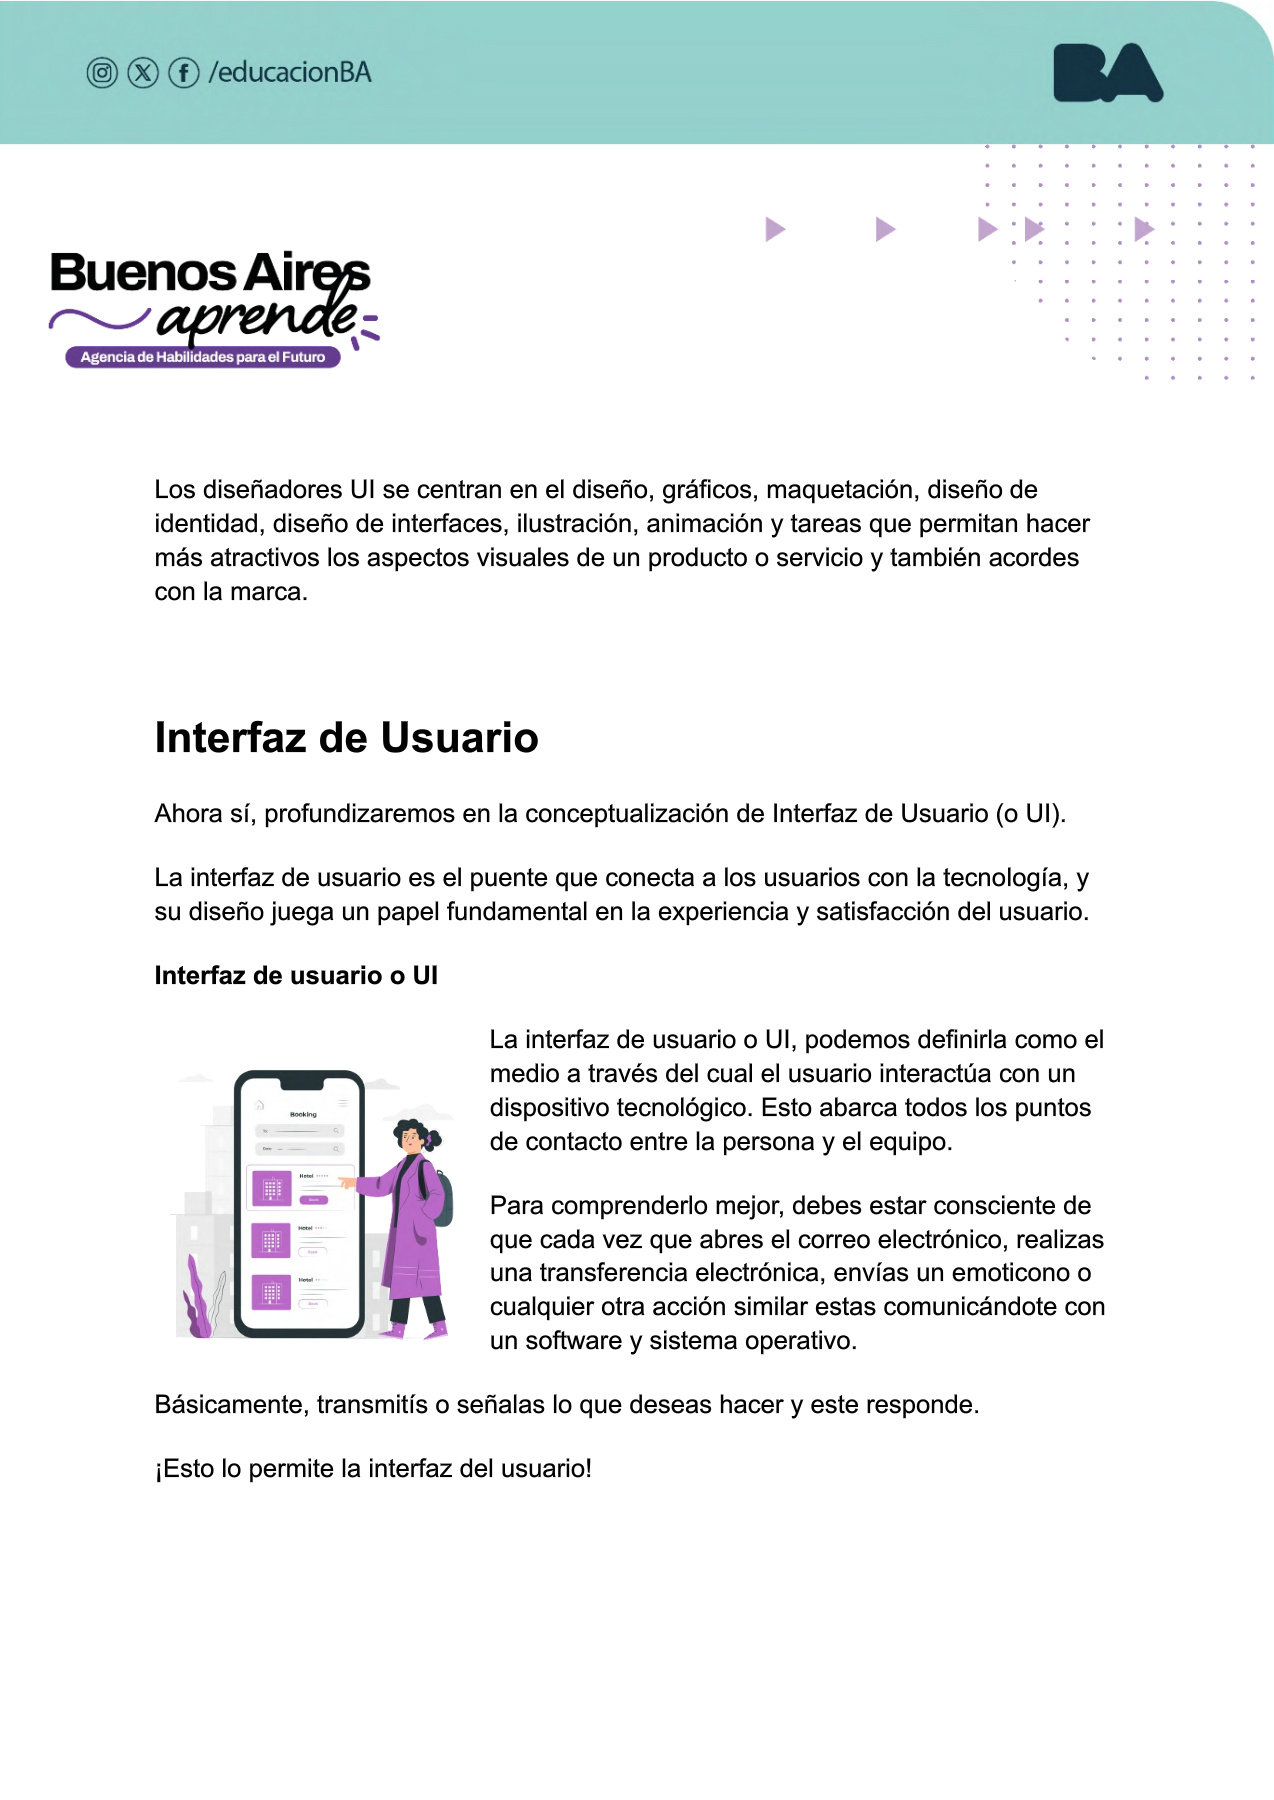 /educacionBA
BA
Buenos Aires
aprende
Agencia de Habilidades para el Futuro
Los diseñadores UI se centran en el diseño, gráficos, maquetación, diseño de
identidad, diseño de interfaces, ilustración, animación y tareas que permitan hacer
más atractivos los aspectos visuales de un producto o servicio y también acordes
con la marca.
Interfaz de Usuario
Ahora sí, profundizaremos en la conceptualización de Interfaz de Usuario (o UI).
La interfaz de usuario es el puente que conecta a los usuarios con la tecnología, y
su diseño juega un papel fundamental en la experiencia y satisfacción del usuario.
Interfaz de usuario o UI
La interfaz de usuario o UI, podemos definirla como el
medio a través del cual el usuario interactúa con un
dispositivo tecnológico. Esto abarca todos los puntos
de contacto entre la persona y el equipo.
Para comprenderlo mejor, debes estar consciente de
que cada vez que abres el correo electrónico, realizas
una transferencia electrónica, envías un emoticono o
cualquier otra acción similar estas comunicándote con
un software y sistema operativo.
Booking
Hotel
Book
Hotel
Book
Hotel
Book
Básicamente, transmitís o señalas lo que deseas hacer y este responde.
¡Esto lo permite la interfaz del usuario!